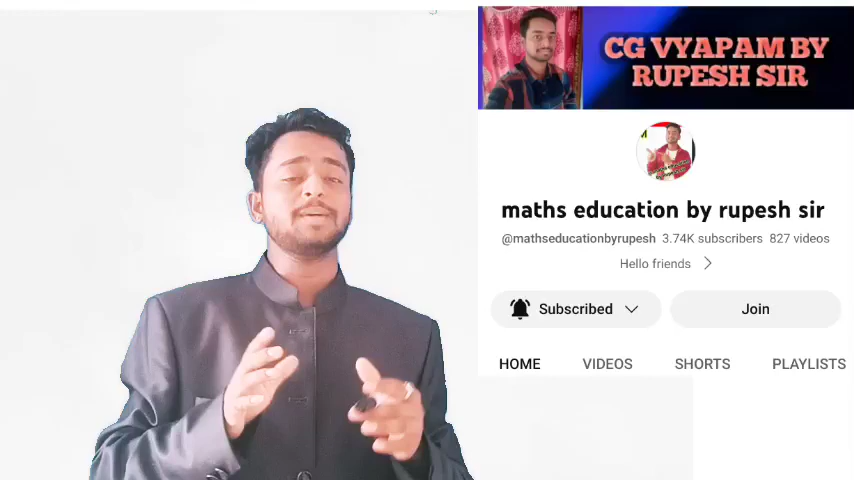 CG VYAPAM BY
RUPESH SIR
maths education by rupesh sir
@mathseducationbyrupesh 3.74K subscribers 827 videos
Hello friends
Subscribed
Join
HOME VIDEOS SHORTS PLAYLISTS